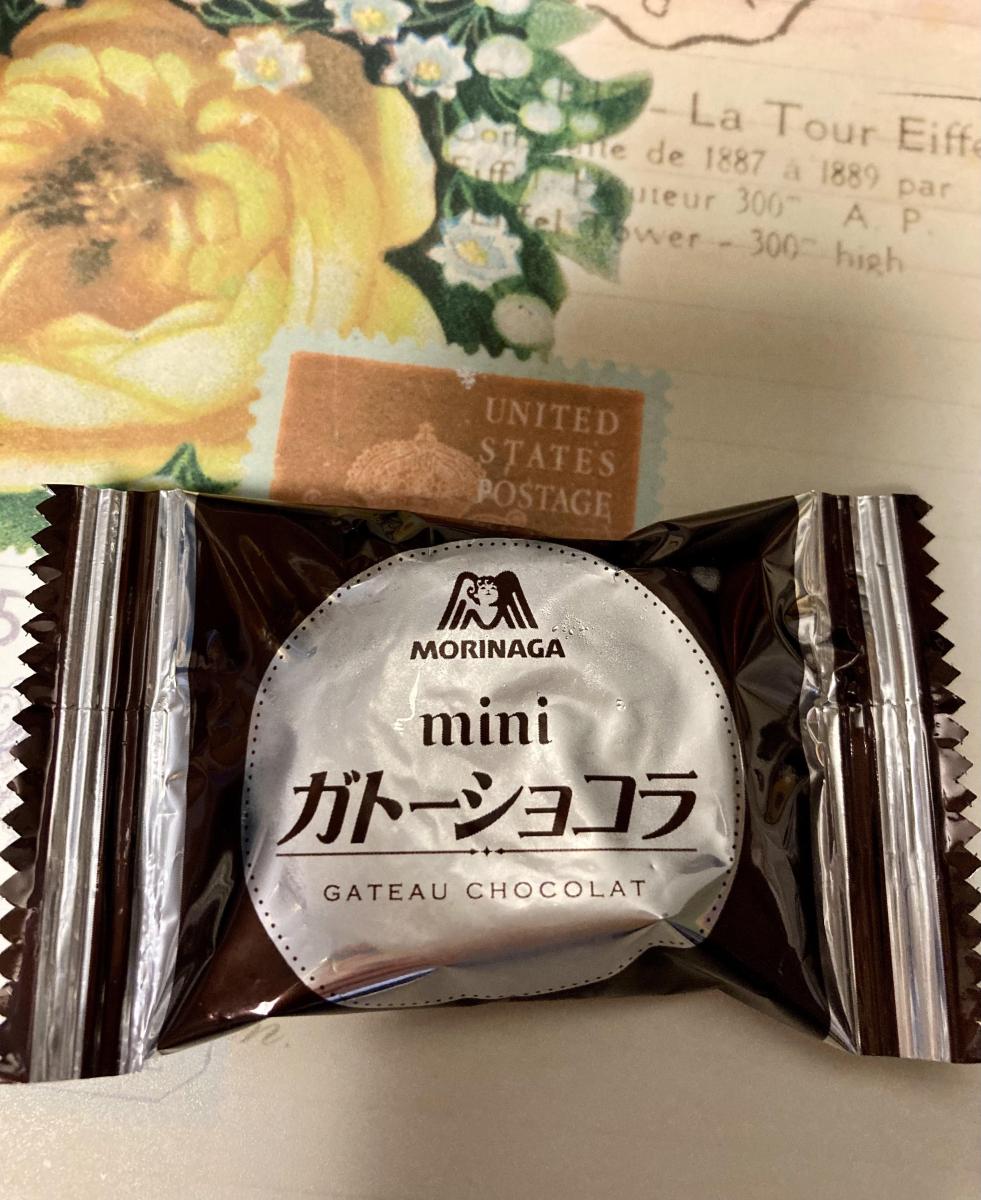 La Tour Eiffe
de 1887 à 1889 par
uteur 300ᵐ A. P.
ower - 300ᵐ high
UNITED
STATES
POSTAGE
MORINAGA
mini
ガトーショコラ
GATEAU CHOCOLAT